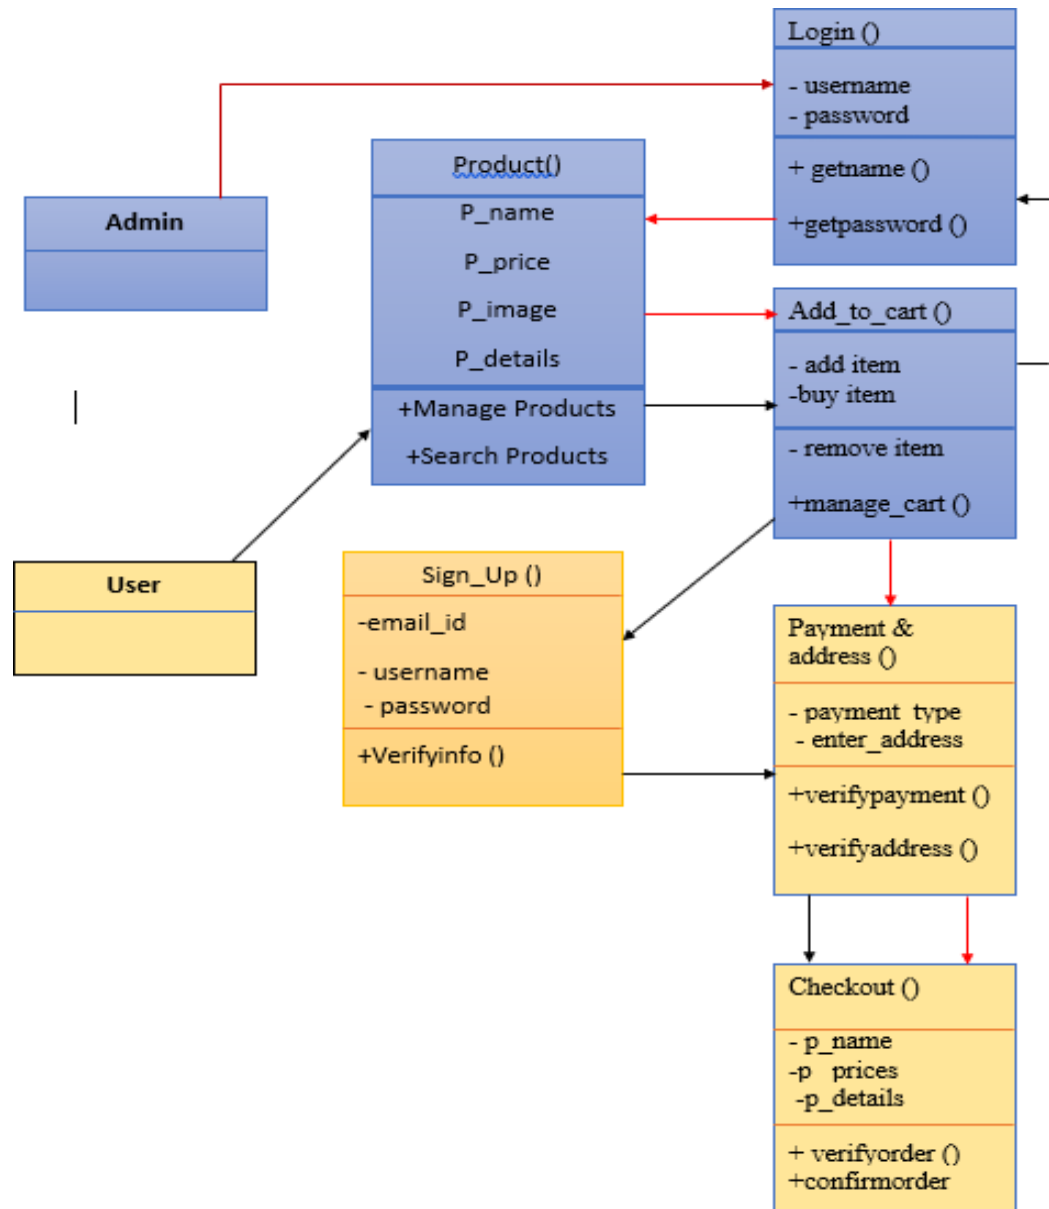 Login ()
- username
- password
+ getname ()
+getpassword ()
Product()
P_name
P_price
P_image
P_details
+Manage Products
+Search Products
Admin
Add_to_cart ()
- add item
-buy item
- remove item
+manage_cart ()
User
Sign_Up ()
-email_id
- username
- password
+Verifyinfo ()
Payment &
address ()
- payment type
- enter_address
+verifypayment ()
+verifyaddress ()
Checkout ()
- p_name
-p prices
-p_details
+ verifyorder ()
+confirmorder